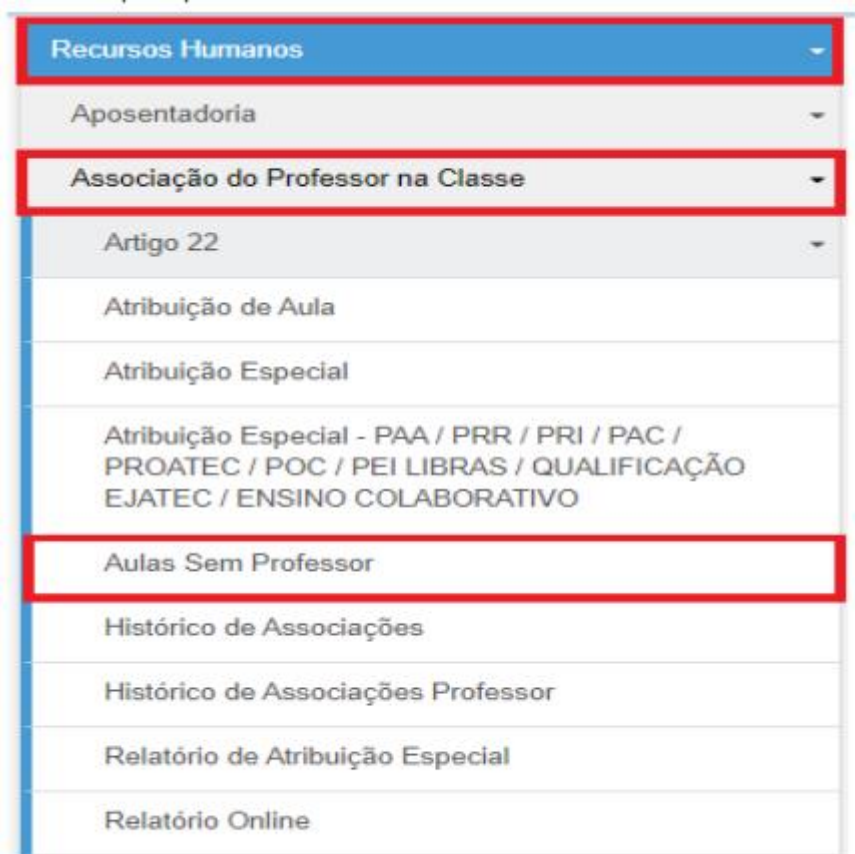 Recursos Humanos
Aposentadoria
Associação do Professor na Classe
Artigo 22
Atribuição de Aula
Atribuição Especial
Atribuição Especial - PAA / PRR / PRI / PAC /
PROATEC / POC / PEI LIBRAS / QUALIFICAÇÃO
EJATEC / ENSINO COLABORATIVO
Aulas Sem Professor
Histórico de Associações
Histórico de Associações Professor
Relatório de Atribuição Especial
Relatório Online